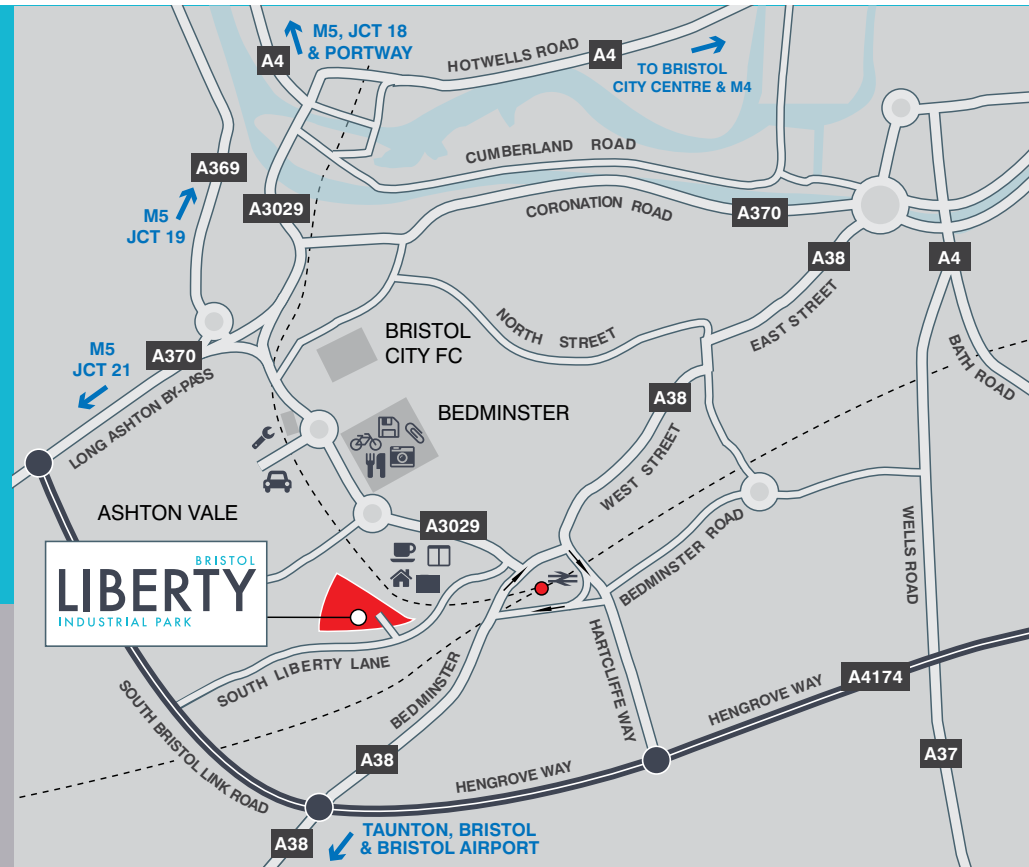 M5, JCT 18
& PORTWAY
A4
HOTWELLS ROAD
A4
TO BRISTOL
CITY CENTRE & M4
CUMBERLAND ROAD
A369
A3029
CORONATION ROAD
A370
M5
JCT 19
A38
A4
EAST STREET
NORTH STREET
BRISTOL
CITY FC
BATH ROAD
M5
JCT 21
A370
LONG ASHTON BY-PASS
BEDMINSTER
A38
WEST STREET
ASHTON VALE
A3029
BEDMINSTER ROAD
WELLS ROAD
BRISTOL
LIBERTY
INDUSTRIAL PARK
SOUTH LIBERTY LANE
BEDMINSTER
HARTCLIFFE WAY
A4174
HENGROVE WAY
SOUTH BRISTOL LINK ROAD
A38
HENGROVE WAY
A37
A38
TAUNTON, BRISTOL
& BRISTOL AIRPORT